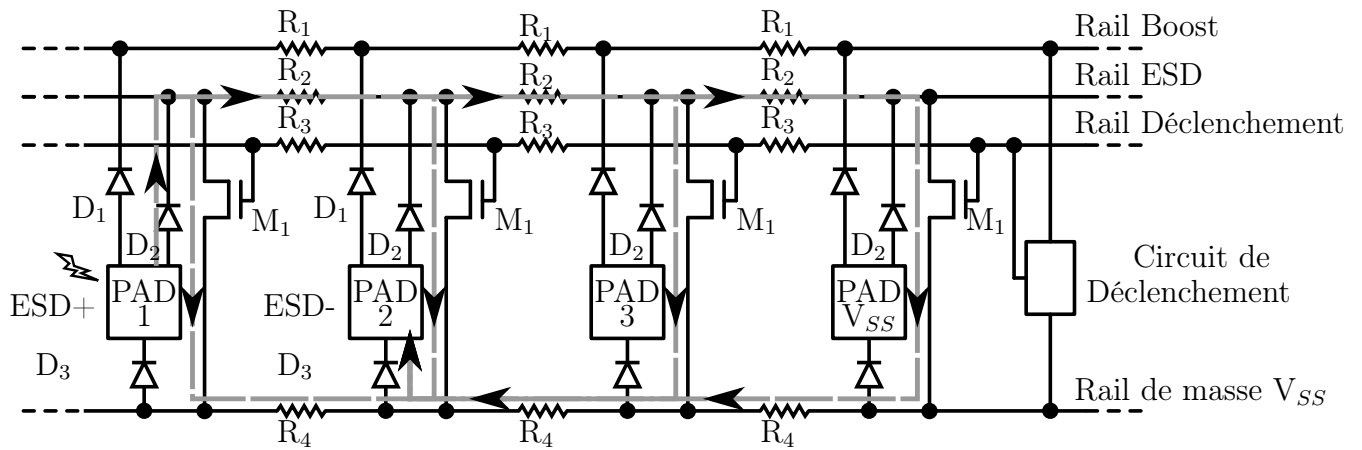 R1 R1 R1 Rail Boost
R2 R2 R2 Rail ESD
R3 R3 R3 Rail Déclenchement
D1 M1 D1 M1 M1 M1
D2 D2 D2 D2
ESD+ PAD 1
ESD- PAD 2
PAD 3
PAD VSS
Circuit de
Déclenchement
D3 D3
Rail de masse VSS
R4 R4 R4